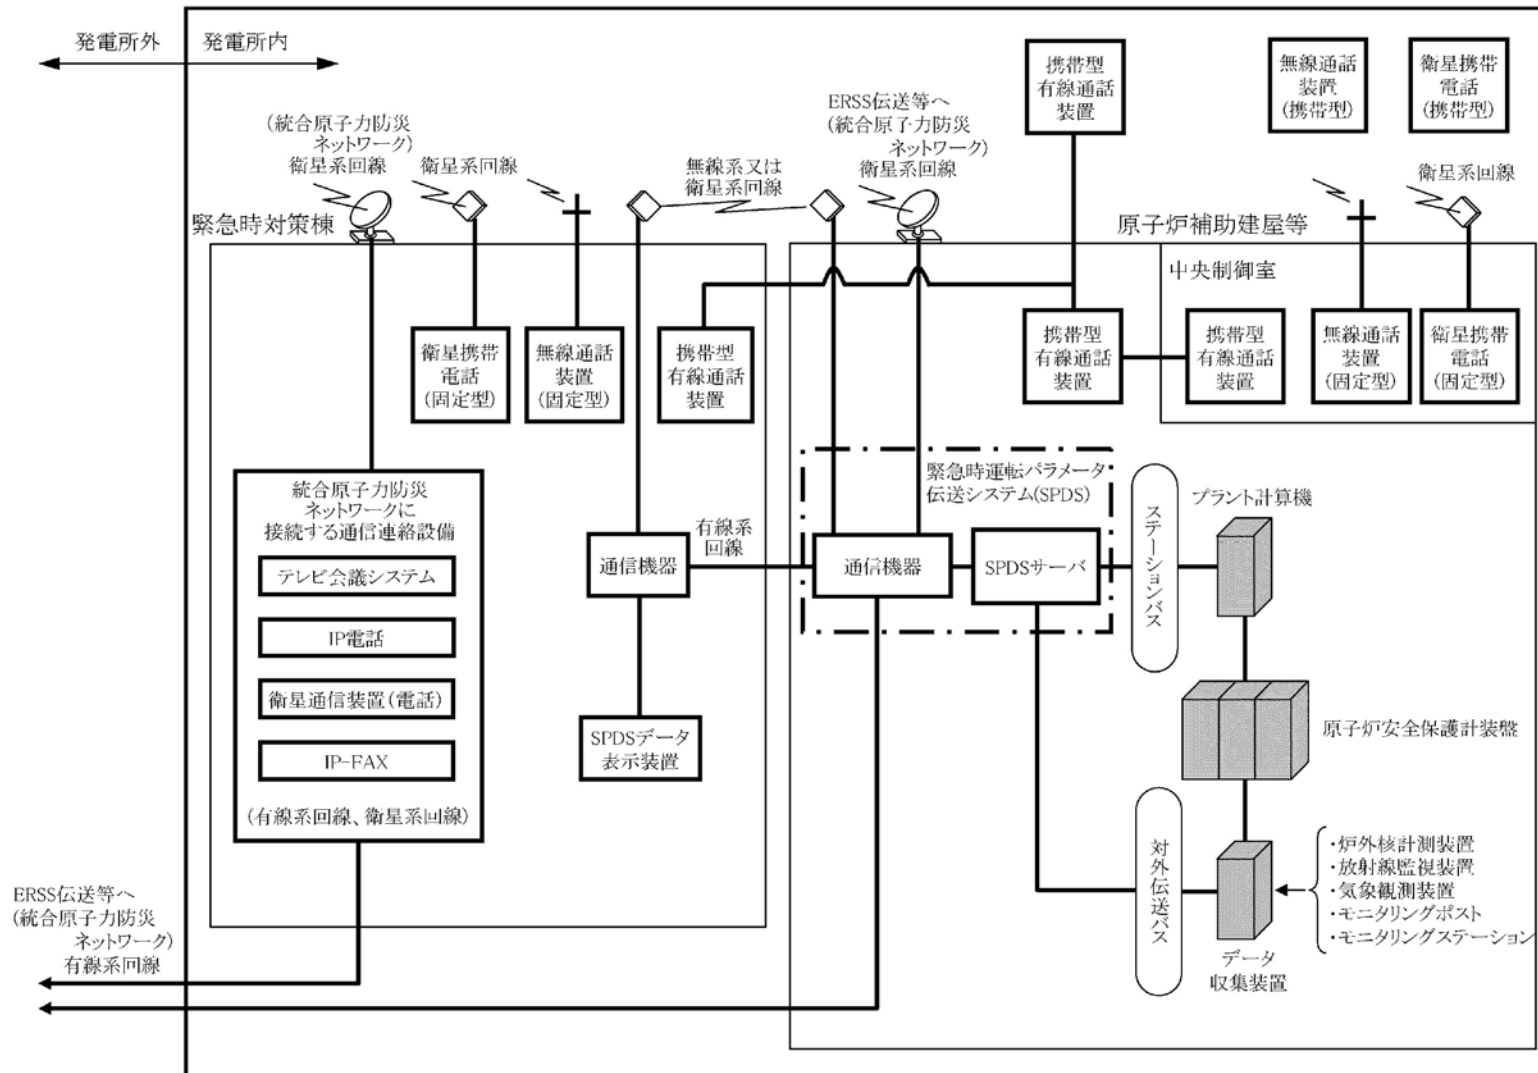 発電所外
発電所内
(統合原子力防災
ネットワーク)
衛星系回線
衛星系回線
無線系又は
衛星系回線
ERSS伝送等へ
(統合原子力防災
ネットワーク)
衛星系回線
携帯型
有線通話
装置
無線通話
装置
(携帯型)
衛星携帯
電話
(携帯型)
衛星系回線
緊急時対策棟
原子炉補助建屋等
中央制御室
衛星携帯
電話
(固定型)
無線通話
装置
(固定型)
携帯型
有線通話
装置
携帯型
有線通話
装置
携帯型
有線通話
装置
無線通話
装置
(固定型)
衛星携帯
電話
(固定型)
統合原子力防災
ネットワークに
接続する通信連絡設備
テレビ会議システム
IP電話
衛星通信装置(電話)
IP-FAX
(有線系回線、衛星系回線)
通信機器
有線系
回線
SPDSデータ
表示装置
緊急時運転パラメータ
伝送システム(SPDS)
通信機器
SPDSサーバ
ステーションバス
プラント計算機
原子炉安全保護計装盤
対外伝送バス
データ
収集装置
・炉外核計測装置
・放射線監視装置
・気象観測装置
・モニタリングポスト
・モニタリングステーション
ERSS伝送等へ
(統合原子力防災
ネットワーク)
有線系回線